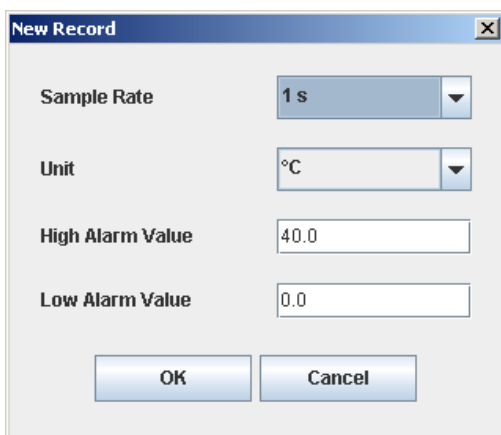 New Record
Sample Rate 1 s
Unit °C
High Alarm Value 40.0
Low Alarm Value 0.0
OK Cancel